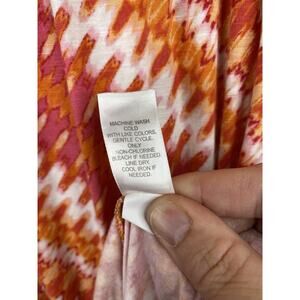 MACHINE WASH
COLD
WITH LIKE COLORS,
GENTLE CYCLE.
ONLY
NON-CHLORINE
BLEACH IF NEEDED.
LINE DRY.
COOL IRON IF
NEEDED.